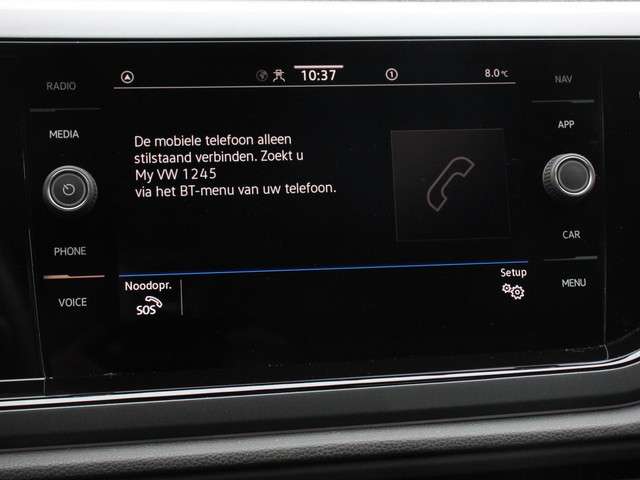 10:37
1
8.0°C
RADIO
MEDIA
PHONE
VOICE
De mobiele telefoon alleen
stilstaand verbinden. Zoekt u
My VW 1245
via het BT-menu van uw telefoon.
Noodopr.
SOS
Setup
NAV
APP
CAR
MENU